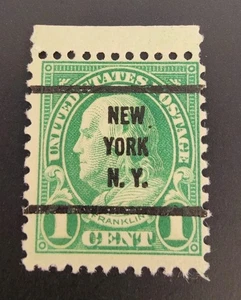 UNITED STATES POSTAGE
NEW
YORK
N. Y.
FRANKLIN
1 CENT 1